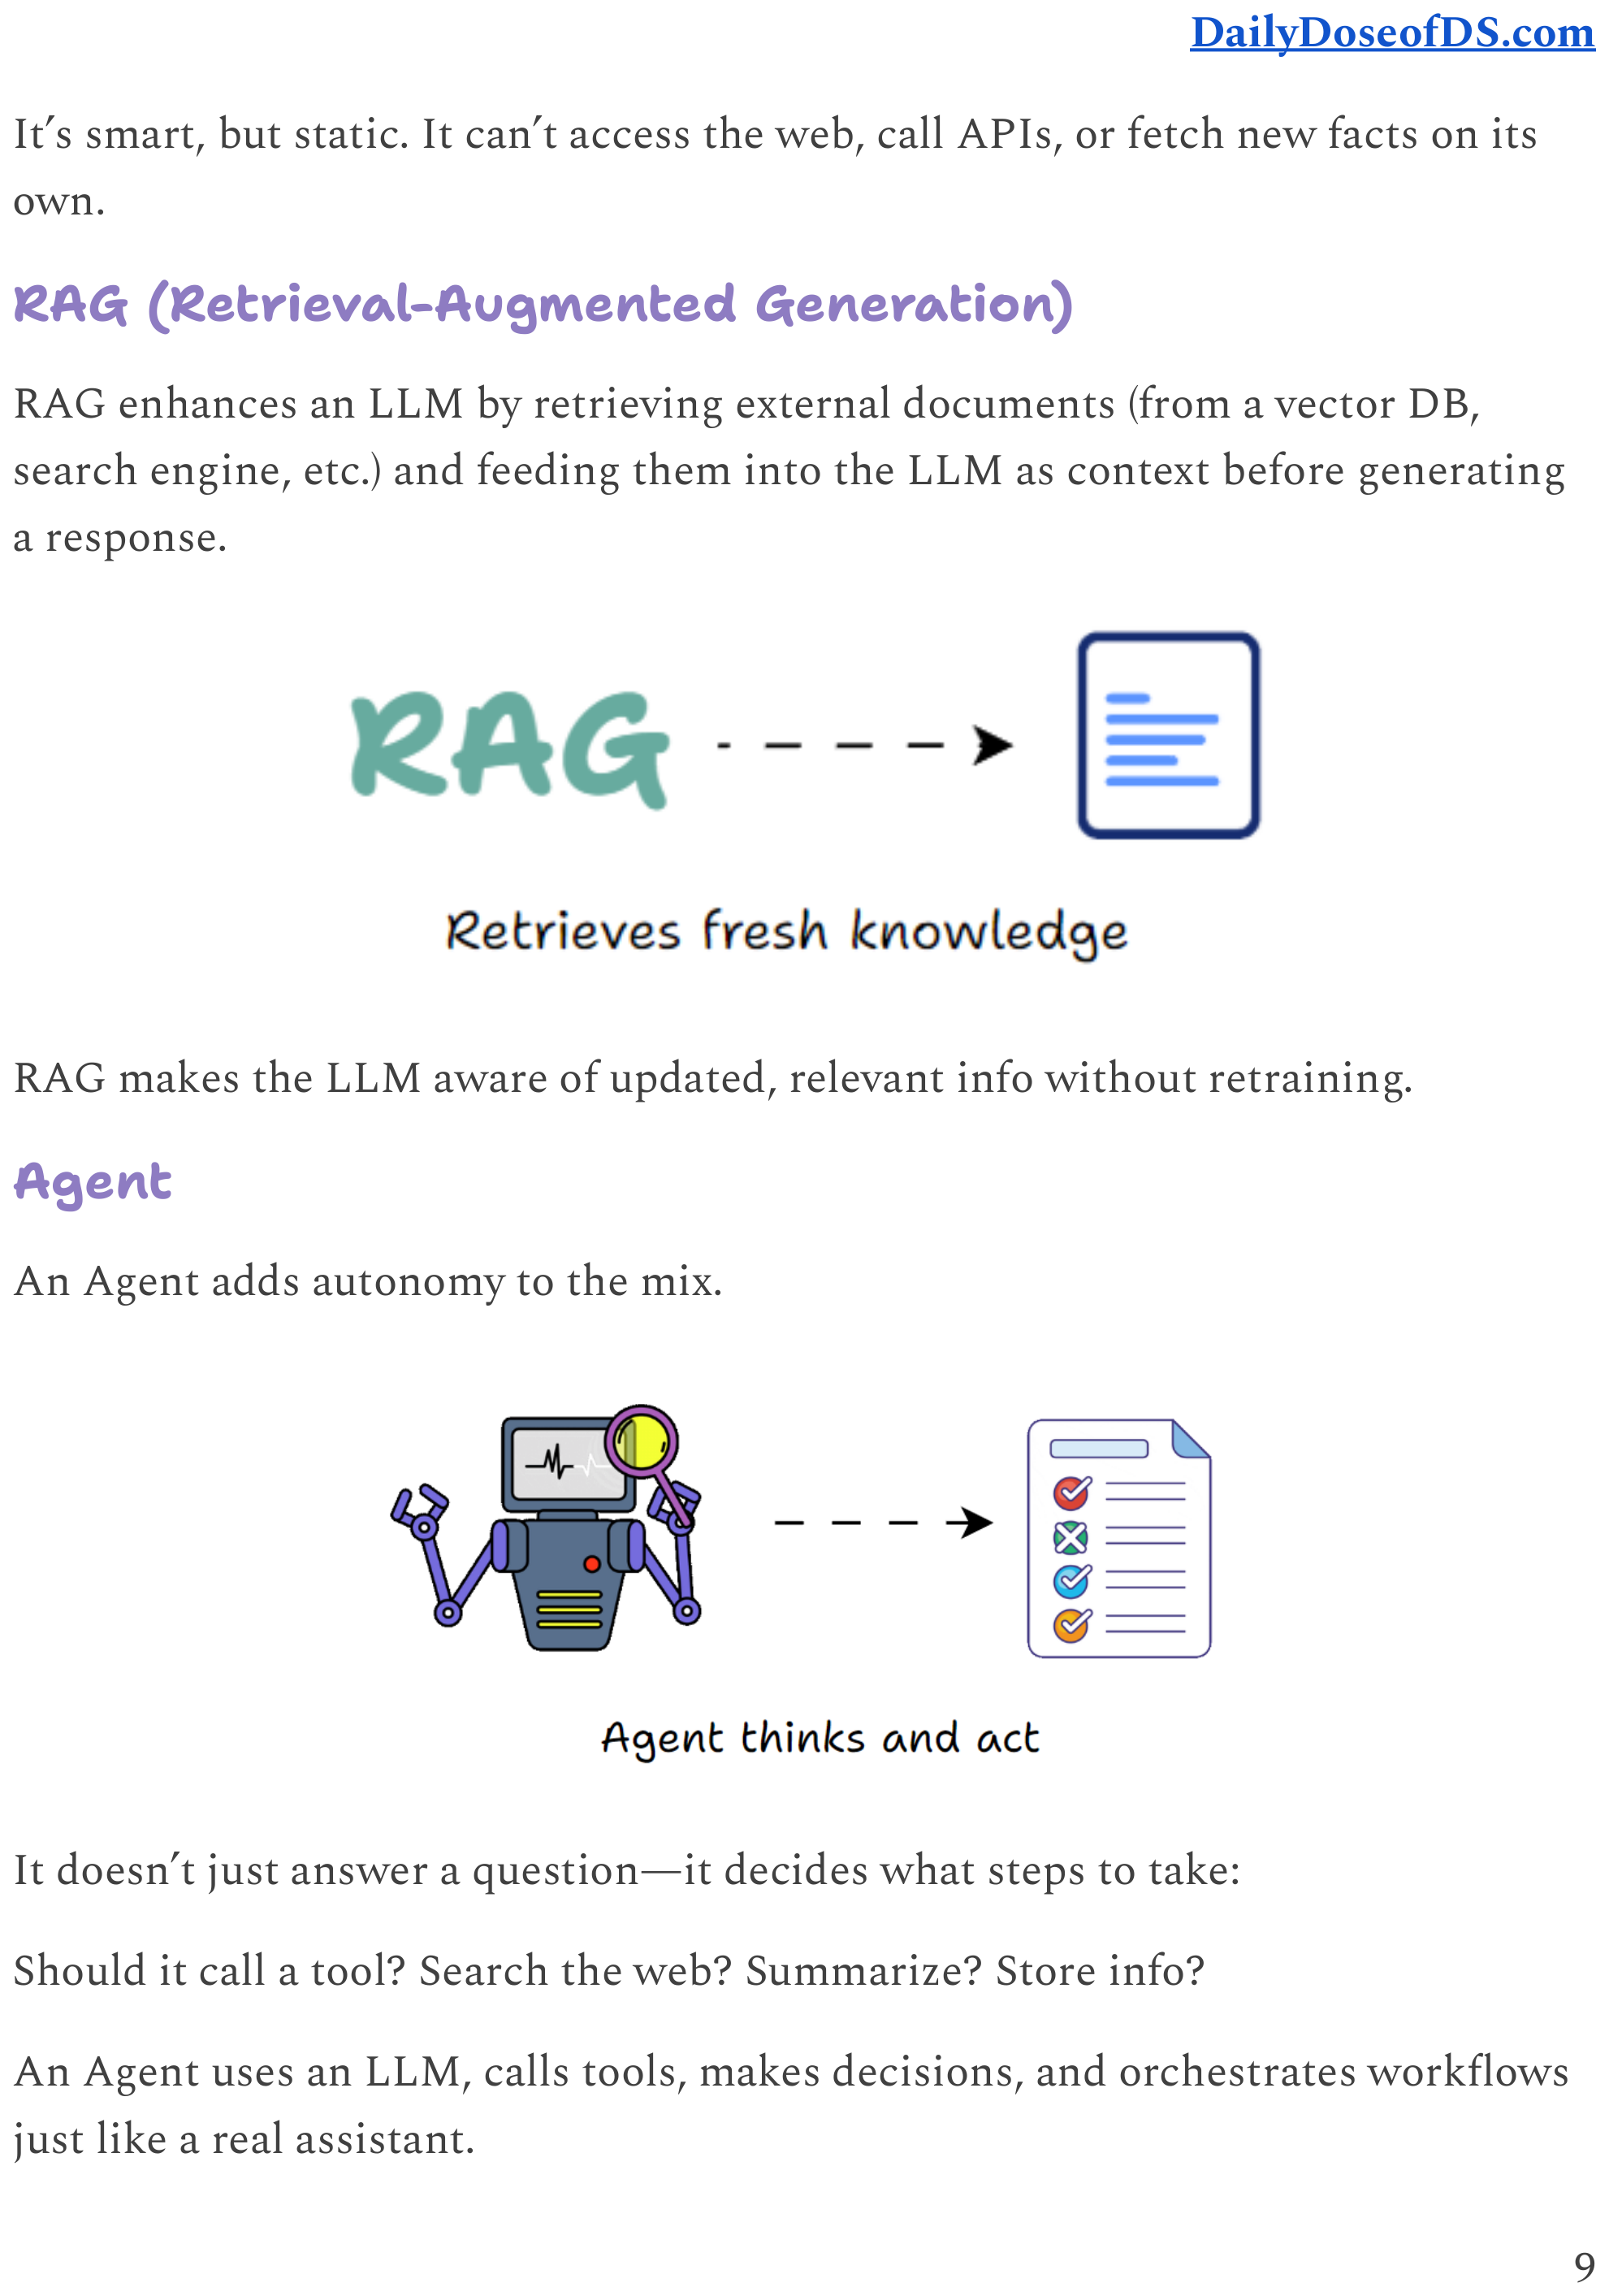 DailyDoseofDS.com
It′s smart, but static. It can′t access the web, call APIs, or fetch new facts on its
own.
RAG (Retrieval-Augmented Generation)
RAG enhances an LLM by retrieving external documents (from a vector DB,
search engine, etc.) and feeding them into the LLM as context before generating
a response.
RAG
Retrieves fresh knowledge
RAG makes the LLM aware of updated, relevant info without retraining.
Agent
An Agent adds autonomy to the mix.
Agent thinks and act
It doesn′t just answer a question—it decides what steps to take:
Should it call a tool? Search the web? Summarize? Store info?
An Agent uses an LLM, calls tools, makes decisions, and orchestrates workflows
just like a real assistant.
9